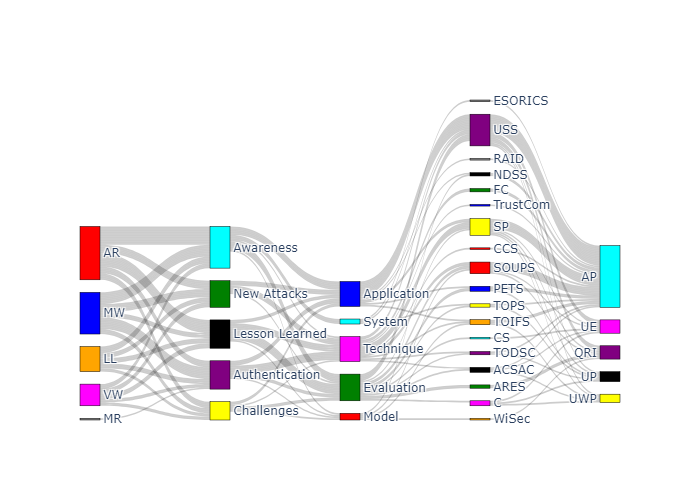 AR
MW
LL
VW
MR
Awareness
New Attacks
Lesson Learned
Authentication
Challenges
Application
System
Technique
Evaluation
Model
ESORICS
USS
RAID
NDSS
FC
TrustCom
SP
CCS
SOUPS
PETS
TOPS
TOIFS
CS
TODSC
ACSAC
ARES
C
WiSec
AP
UE
QRI
UP
UWP